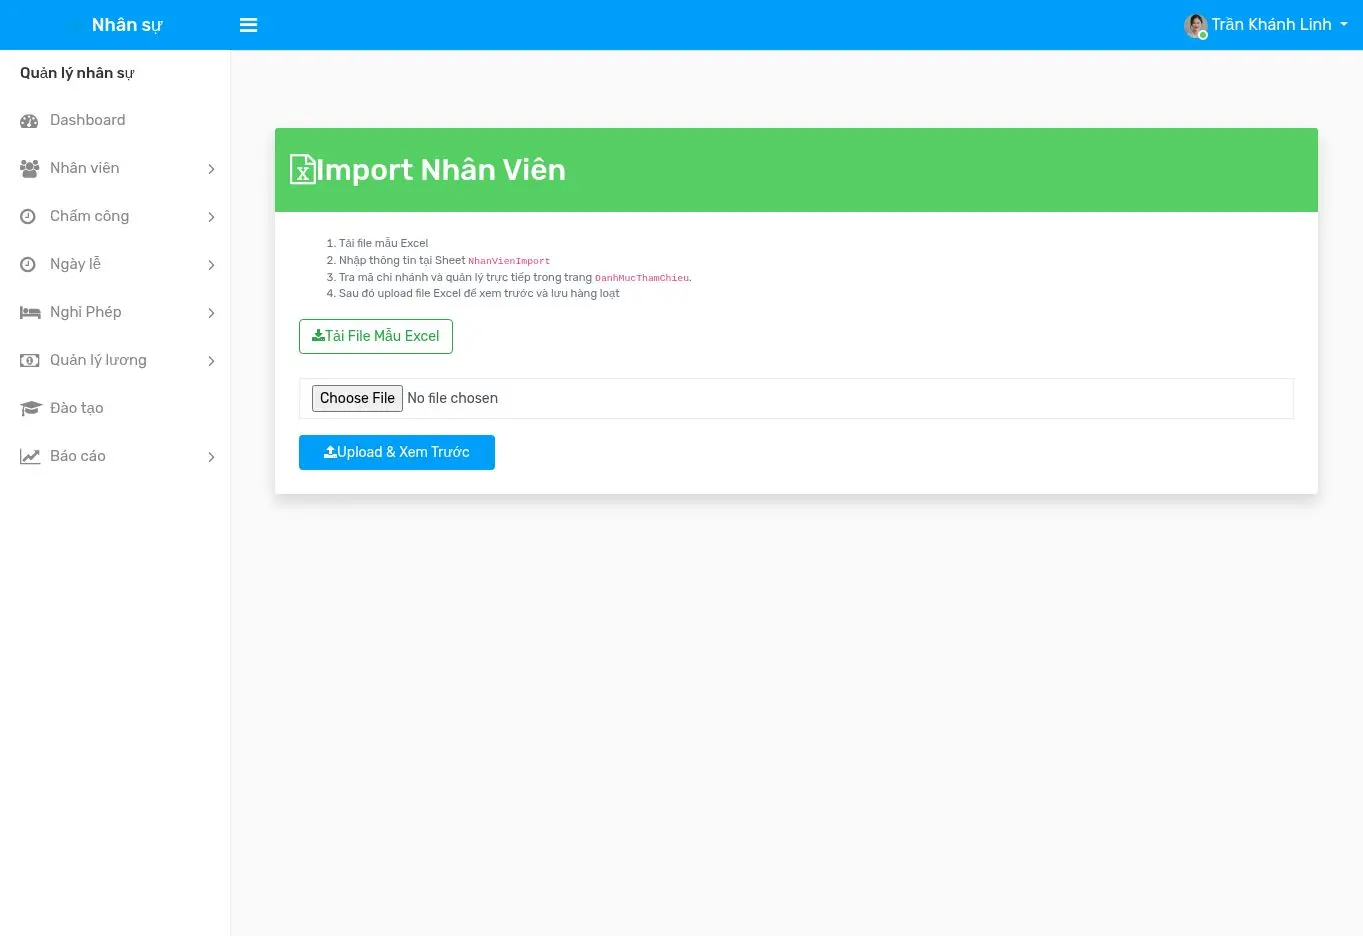 Nhân sự
Trần Khánh Linh
Quản lý nhân sự
Dashboard
Nhân viên
Chấm công
Ngày lễ
Nghỉ Phép
Quản lý lương
Đào tạo
Báo cáo
Import Nhân Viên
1. Tải file mẫu Excel
2. Nhập thông tin tại Sheet NhanVienImport
3. Tra mã chi nhánh và quản lý trực tiếp trong trang DanhMucThamChieu.
4. Sau đó upload file Excel để xem trước và lưu hàng loạt
Tải File Mẫu Excel
Choose File No file chosen
Upload & Xem Trước